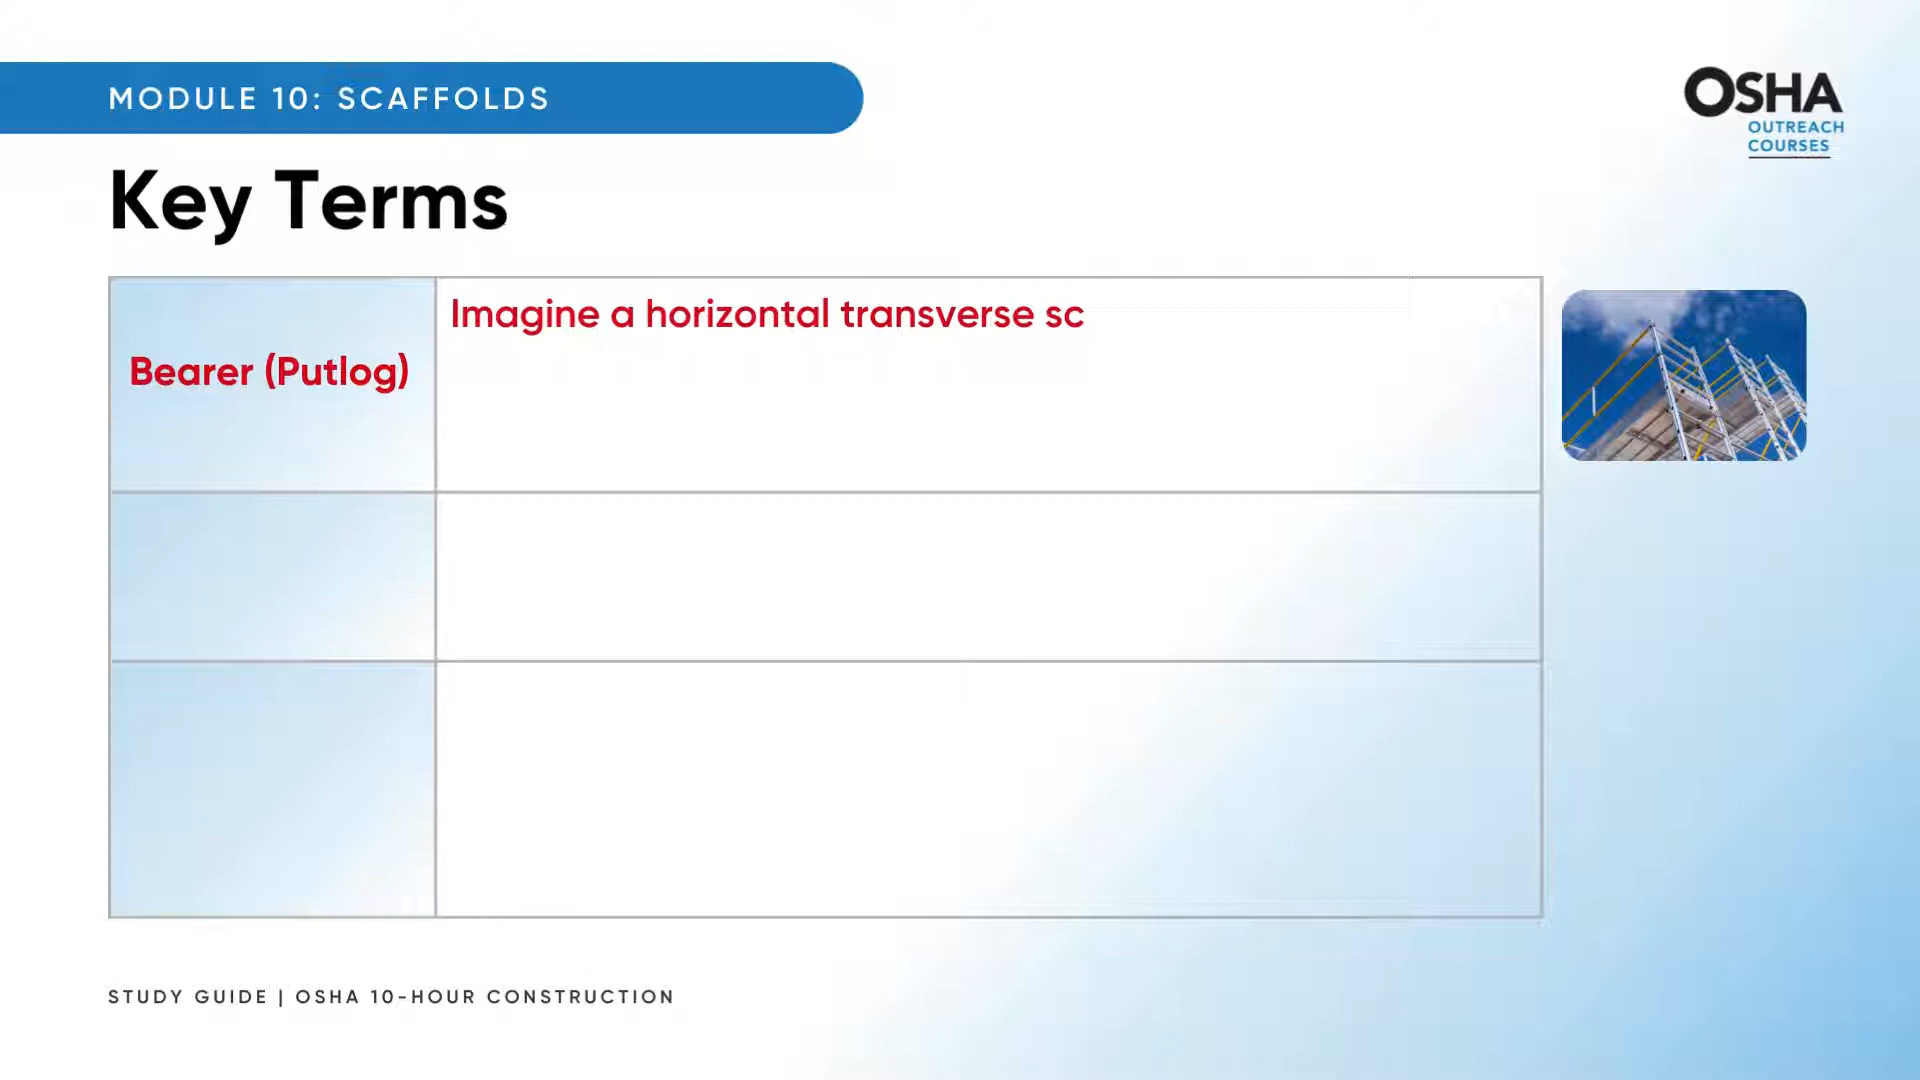 MODULE 10: SCAFFOLDS
OSHA
OUTREACH
COURSES
Key Terms
Bearer (Putlog)
Imagine a horizontal transverse sc
STUDY GUIDE | OSHA 10-HOUR CONSTRUCTION